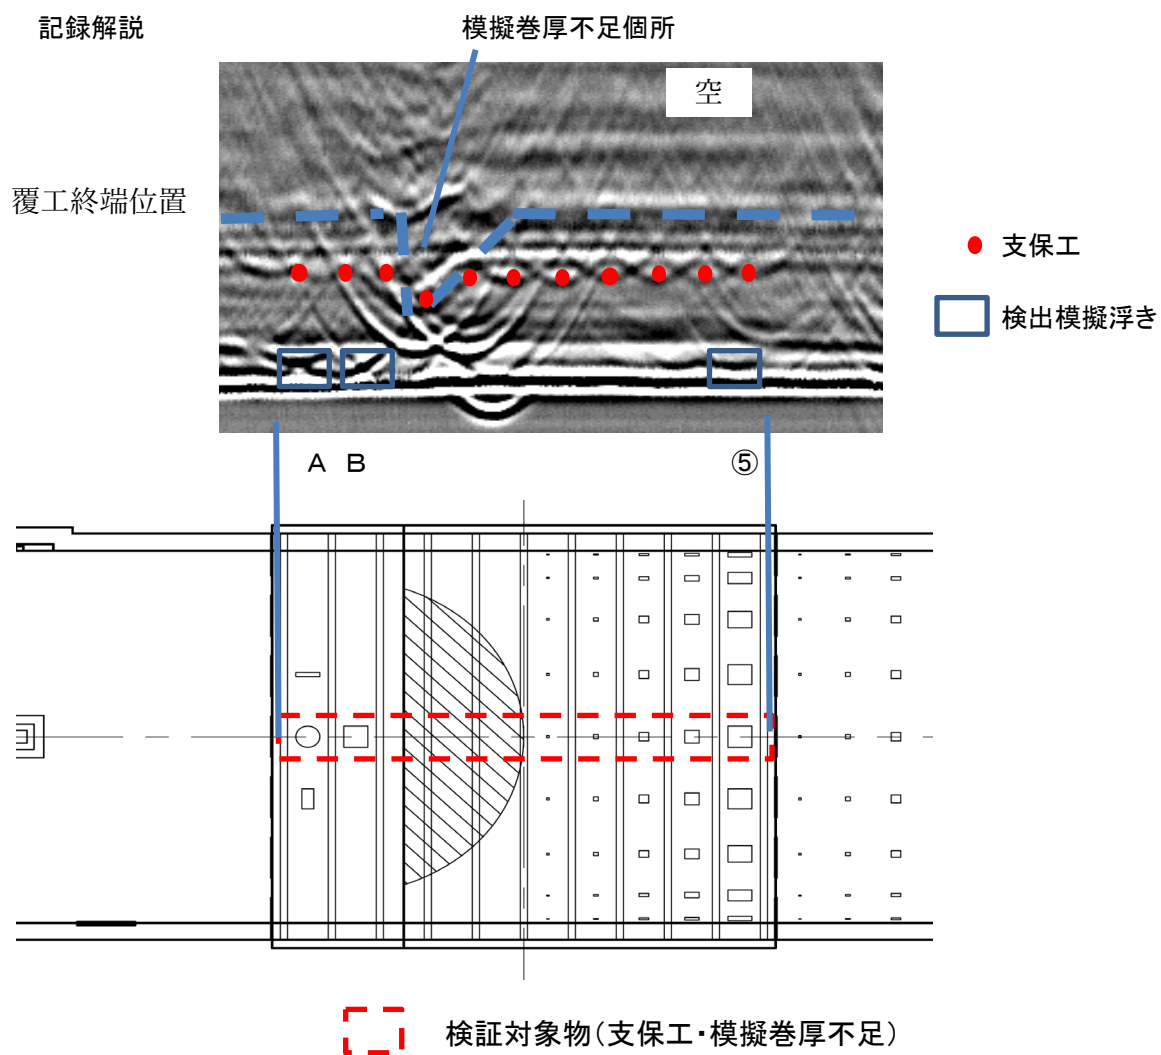 記録解説
模擬巻厚不足個所
空
覆工終端位置
支保工
検出模擬浮き
A B
⑤
検証対象物(支保工・模擬巻厚不足)